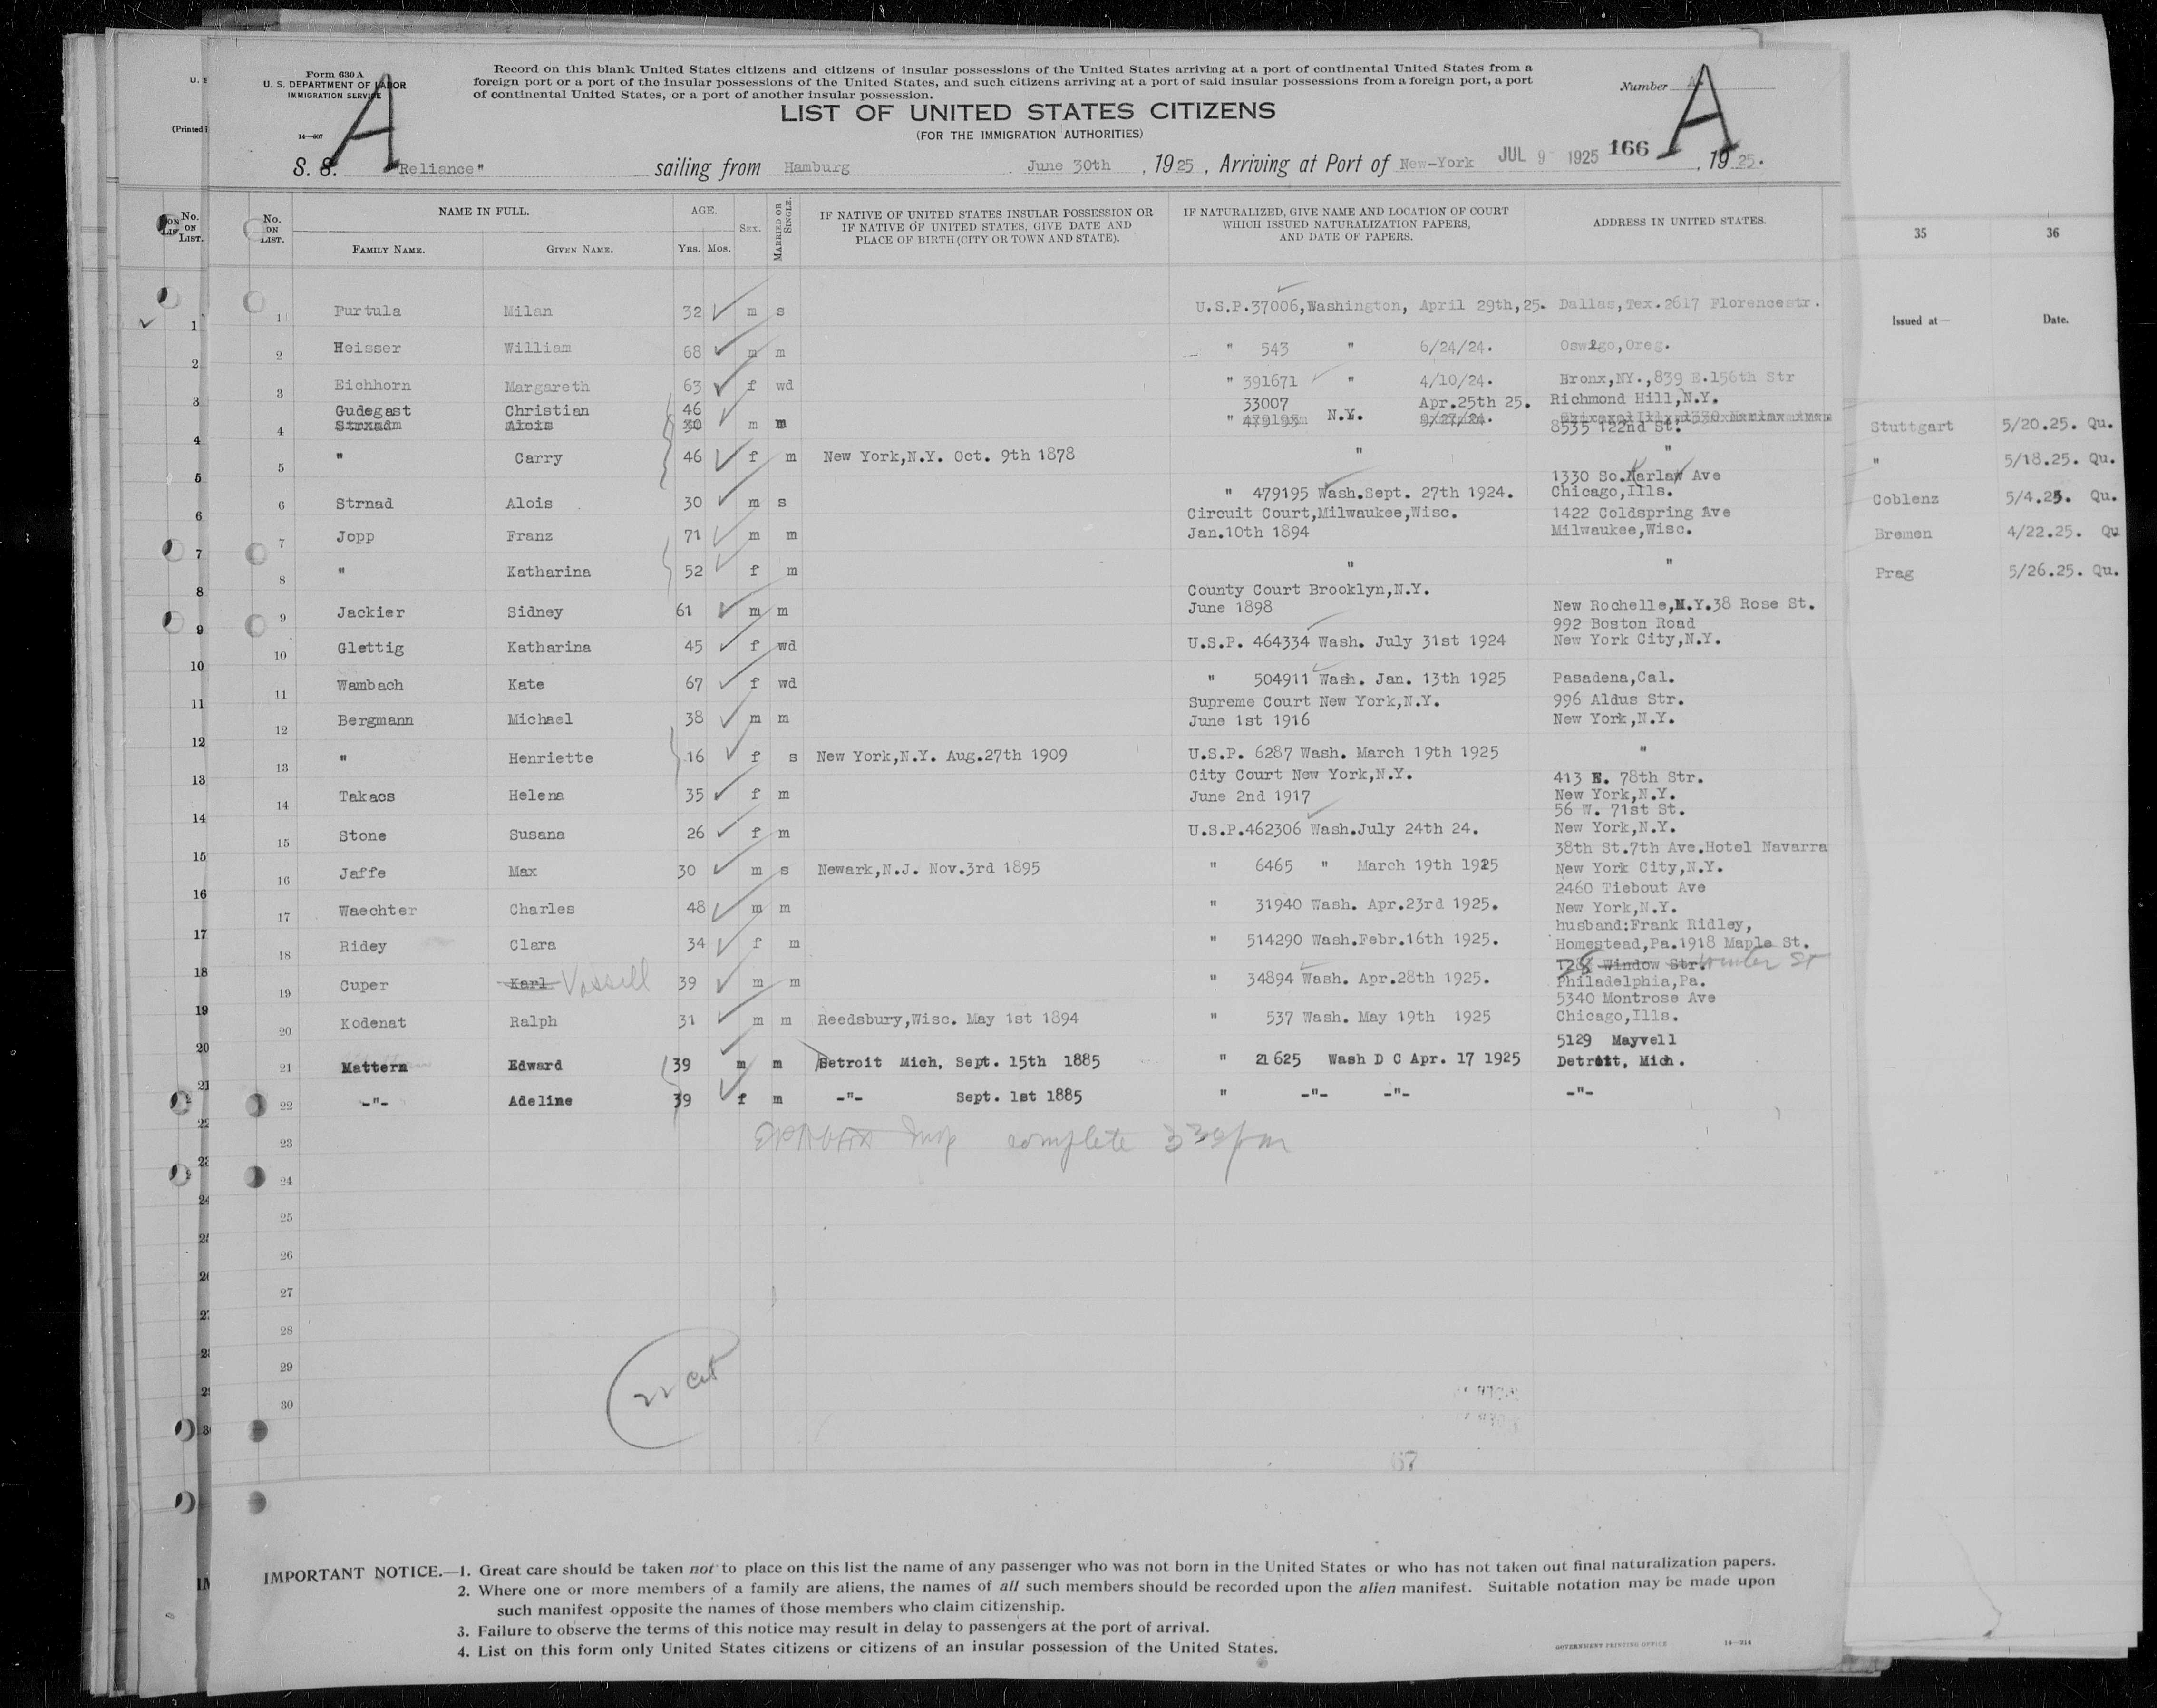 Form 630 A
U. S. DEPARTMENT OF LABOR
IMMIGRATION SERVICE
14—607
A
Record on this blank United States citizens and citizens of insular possessions of the United States arriving at a port of continental United States from a
foreign port or a port of the insular possessions of the United States, and such citizens arriving at a port of said insular possessions from a foreign port, a port
of continental United States, or a port of another insular possession.
Number A
LIST OF UNITED STATES CITIZENS
(FOR THE IMMIGRATION AUTHORITIES)
S. S. "Reliance" sailing from Hamburg June 30th, 1925, Arriving at Port of New-York JUL 9 1925 166, 1925.
No. ON LIST. NAME IN FULL. AGE. SEX. MARRIED OR SINGLE. IF NATIVE OF UNITED STATES INSULAR POSSESSION OR IF NATIVE OF UNITED STATES, GIVE DATE AND PLACE OF BIRTH (CITY OR TOWN AND STATE). IF NATURALIZED, GIVE NAME AND LOCATION OF COURT WHICH ISSUED NATURALIZATION PAPERS, AND DATE OF PAPERS. ADDRESS IN UNITED STATES.
FAMILY NAME. GIVEN NAME. YRS. MOS.
1 Purtula Milan 32 m s U.S.P.37006,Washington, April 29th,25. Dallas,Tex.2617 Florencestr.
2 Heisser William 68 m m " 543 " 6/24/24. Oswego,Oreg.
3 Eichhorn Margareth 63 f wd " 391671 " 4/10/24. Bronx,NY.,839 E.156th Str
4 Gudegast Christian 46 m m 33007 N.Y. Apr.25th 25. Richmond Hill,N.Y.
Strnad Alois 30 " 479195 9/27/24. 8535 122nd St.
5 " Carry 46 f m New York,N.Y. Oct. 9th 1878 " "
1330 So.Karlav Ave
6 Strnad Alois 30 m s " 479195 Wash.Sept. 27th 1924. Chicago,Ills.
Circuit Court,Milwaukee,Wisc. 1422 Coldspring Ave
7 Jopp Franz 71 m m Jan.10th 1894 Milwaukee,Wisc.
8 " Katharina 52 f m " "
County Court Brooklyn,N.Y.
9 Jackier Sidney 61 m m June 1898 New Rochelle,N.Y.38 Rose St.
992 Boston Road
10 Glettig Katharina 45 f wd U.S.P. 464334 Wash. July 31st 1924 New York City,N.Y.
11 Wambach Kate 67 f wd " 504911 Wash. Jan. 13th 1925 Pasadena,Cal.
Supreme Court New York,N.Y. 996 Aldus Str.
12 Bergmann Michael 38 m m June 1st 1916 New York,N.Y.
13 " Henriette 16 f s New York,N.Y. Aug.27th 1909 U.S.P. 6287 Wash. March 19th 1925 "
City Court New York,N.Y. 413 E. 78th Str.
14 Takacs Helena 35 f m June 2nd 1917 New York,N.Y.
56 W. 71st St.
15 Stone Susana 26 f m U.S.P.462306 Wash.July 24th 24. New York,N.Y.
38th St.7th Ave.Hotel Navarra
16 Jaffe Max 30 m s Newark,N.J. Nov.3rd 1895 " 6465 " March 19th 1925 New York City,N.Y.
2460 Tiebout Ave
17 Waechter Charles 48 m m " 31940 Wash. Apr.23rd 1925. New York,N.Y.
husband:Frank Ridley,
18 Ridey Clara 34 f m " 514290 Wash.Febr.16th 1925. Homestead,Pa.1918 Maple St.
Window Str. Winter St
19 Cuper Karl Vassill 39 m m " 34894 Wash. Apr.28th 1925. Philadelphia,Pa.
5340 Montrose Ave
20 Kodenat Ralph 31 m m Reedsbury,Wisc. May 1st 1894 " 537 Wash. May 19th 1925 Chicago,Ills.
5129 Mayvell
21 Mattern Edward 39 m m Detroit Mich, Sept. 15th 1885 " 21625 Wash D C Apr. 17 1925 Detroit, Mich.
22 -"- Adeline 39 f m -"- Sept. 1st 1885 " -"- -"- -"-
23 Insp complete 3 30 pm
24
25
26
27
28
29
30
22 cit
67
IMPORTANT NOTICE.—1. Great care should be taken not to place on this list the name of any passenger who was not born in the United States or who has not taken out final naturalization papers.
2. Where one or more members of a family are aliens, the names of all such members should be recorded upon the alien manifest. Suitable notation may be made upon
such manifest opposite the names of those members who claim citizenship.
3. Failure to observe the terms of this notice may result in delay to passengers at the port of arrival.
4. List on this form only United States citizens or citizens of an insular possession of the United States.
GOVERNMENT PRINTING OFFICE 14—314
35 36
Issued at— Date.
Stuttgart 5/20.25. Qu.
" 5/18.25. Qu.
Coblenz 5/4.25. Qu.
Bremen 4/22.25. Qu
Prag 5/26.25. Qu.